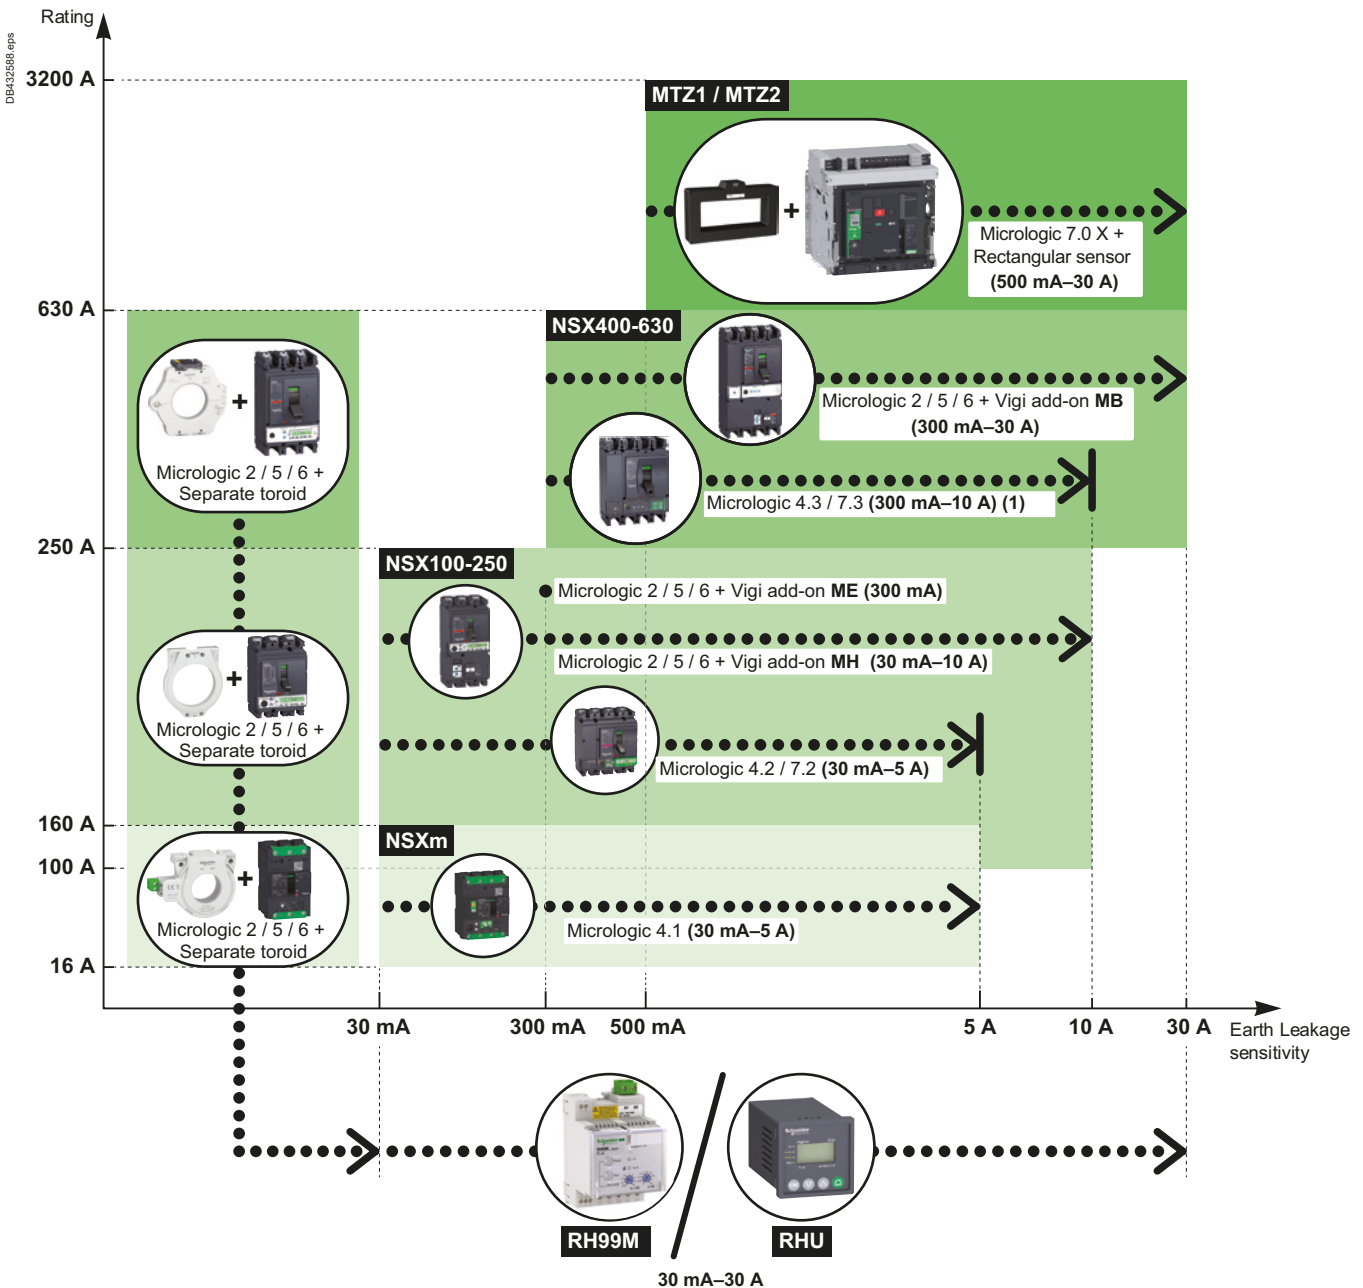 Rating
DB432588.eps
3200 A
MTZ1 / MTZ2
+
Micrologic 7.0 X +
Rectangular sensor
(500 mA–30 A)
630 A
NSX400-630
+
Micrologic 2 / 5 / 6 +
Separate toroid
Micrologic 2 / 5 / 6 + Vigi add-on MB
(300 mA–30 A)
Micrologic 4.3 / 7.3 (300 mA–10 A) (1)
250 A
NSX100-250
Micrologic 2 / 5 / 6 + Vigi add-on ME (300 mA)
Micrologic 2 / 5 / 6 + Vigi add-on MH (30 mA–10 A)
+
Micrologic 2 / 5 / 6 +
Separate toroid
Micrologic 4.2 / 7.2 (30 mA–5 A)
160 A
NSXm
100 A
+
Micrologic 2 / 5 / 6 +
Separate toroid
Micrologic 4.1 (30 mA–5 A)
16 A
30 mA
300 mA
500 mA
5 A
10 A
30 A
Earth Leakage
sensitivity
RH99M
RHU
30 mA–30 A